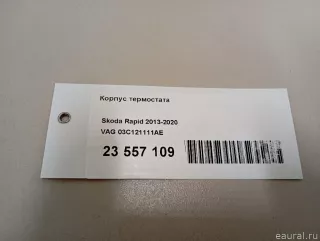 Корпус термостата
Skoda Rapid 2013-2020
VAG 03C121111AE
23 557 109
eaural.ru